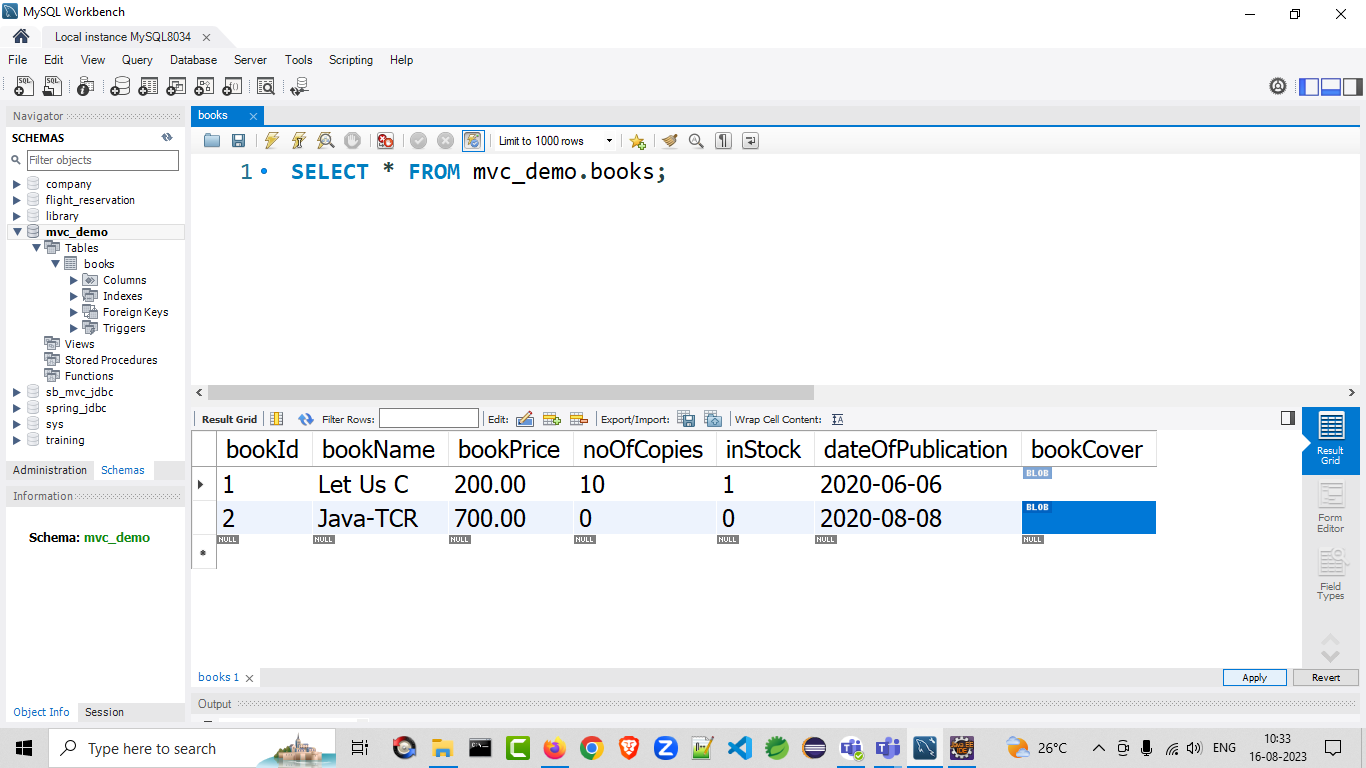 MySQL Workbench
Local instance MySQL8034
File Edit View Query Database Server Tools Scripting Help
Navigator
SCHEMAS
Filter objects
company
flight_reservation
library
mvc_demo
Tables
books
Columns
Indexes
Foreign Keys
Triggers
Views
Stored Procedures
Functions
sb_mvc_jdbc
spring_jdbc
sys
training
Administration Schemas
Information
Schema: mvc_demo
Object Info Session
books
Limit to 1000 rows
1 SELECT * FROM mvc_demo.books;
Result Grid Filter Rows: Edit: Export/Import: Wrap Cell Content:
bookId bookName bookPrice noOfCopies inStock dateOfPublication bookCover
1 Let Us C 200.00 10 1 2020-06-06 BLOB
2 Java-TCR 700.00 0 0 2020-08-08 BLOB
NULL NULL NULL NULL NULL NULL NULL
Result Grid
Form Editor
Field Types
books 1
Apply Revert
Output
Type here to search
26°C ENG 10:33
16-08-2023